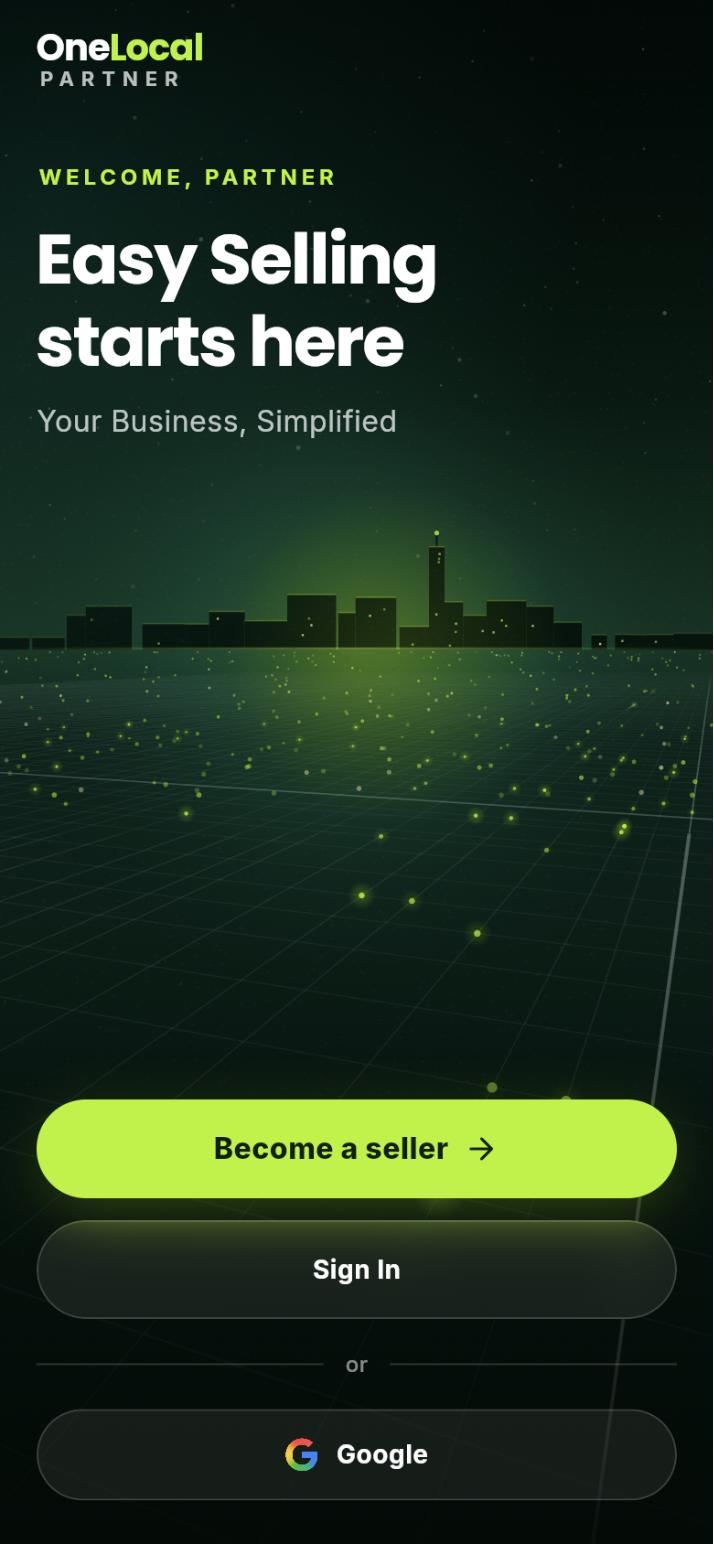 OneLocal
PARTNER
WELCOME, PARTNER
Easy Selling
starts here
Your Business, Simplified
Become a seller →
Sign In
or
Google